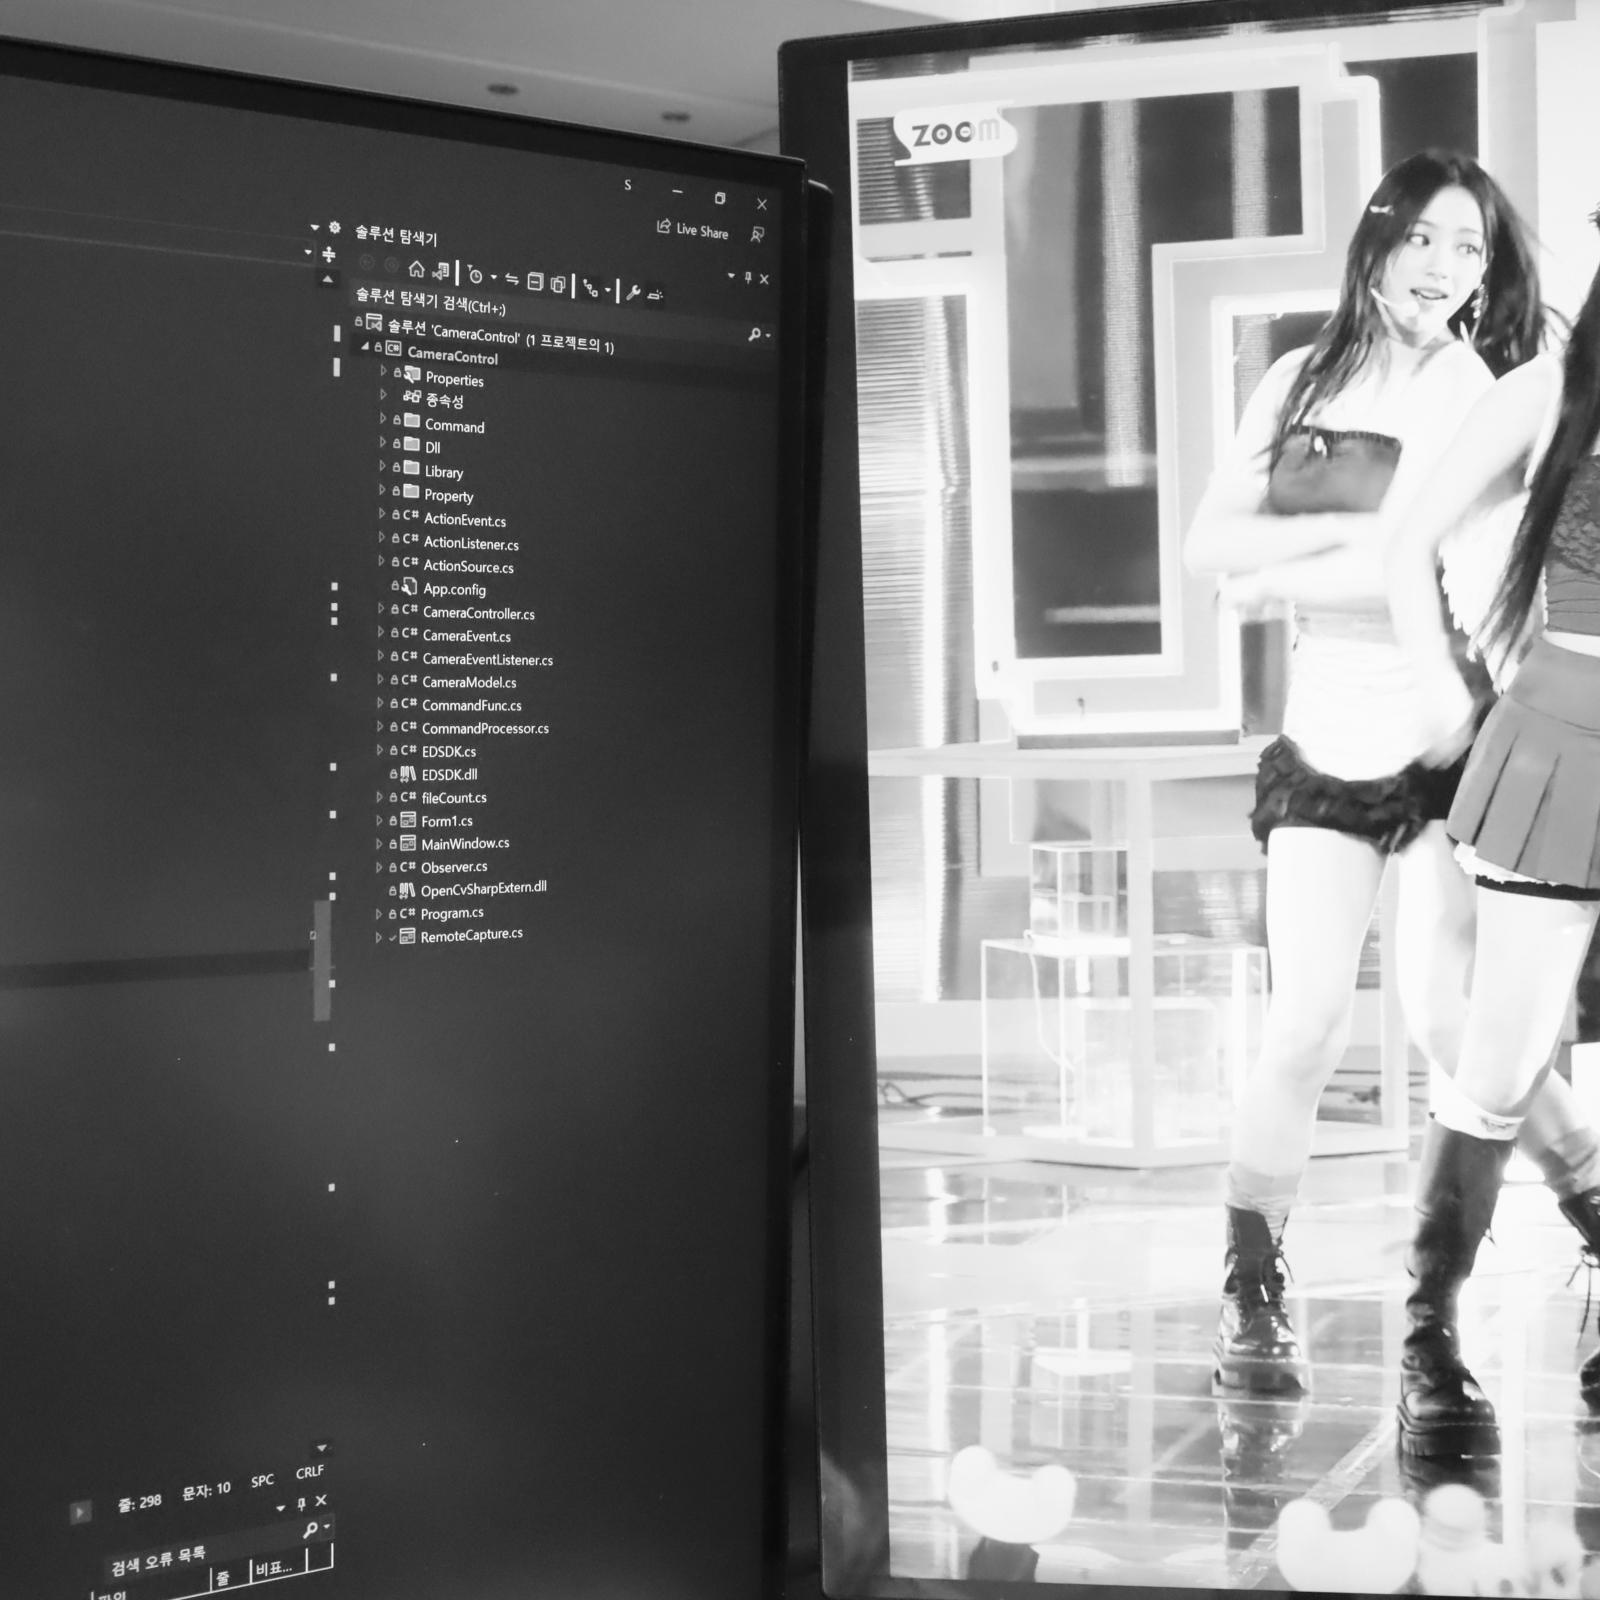 S
Live Share
솔루션 탐색기
솔루션 탐색기 검색(Ctrl+;)
솔루션 'CameraControl' (1 프로젝트의 1)
C# CameraControl
Properties
종속성
Command
Dll
Library
Property
C# ActionEvent.cs
C# ActionListener.cs
C# ActionSource.cs
App.config
C# CameraController.cs
C# CameraEvent.cs
C# CameraEventListener.cs
C# CameraModel.cs
C# CommandFunc.cs
C# CommandProcessor.cs
C# EDSDK.cs
EDSDK.dll
C# fileCount.cs
Form1.cs
MainWindow.cs
C# Observer.cs
OpenCvSharpExtern.dll
C# Program.cs
RemoteCapture.cs
줄: 298 문자: 10 SPC CRLF
검색 오류 목록
줄 비표...
zoom